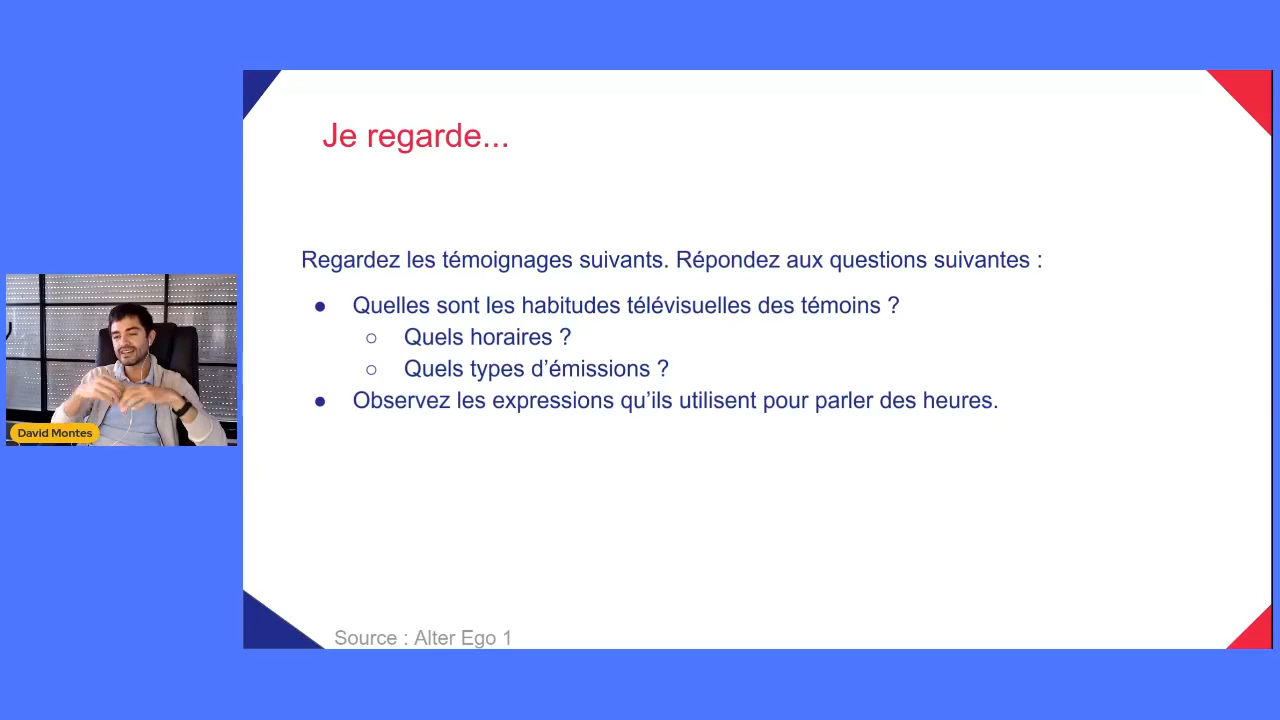 Je regarde...
Regardez les témoignages suivants. Répondez aux questions suivantes :
● Quelles sont les habitudes télévisuelles des témoins ?
○ Quels horaires ?
○ Quels types d’émissions ?
● Observez les expressions qu’ils utilisent pour parler des heures.
David Montes
Source : Alter Ego 1